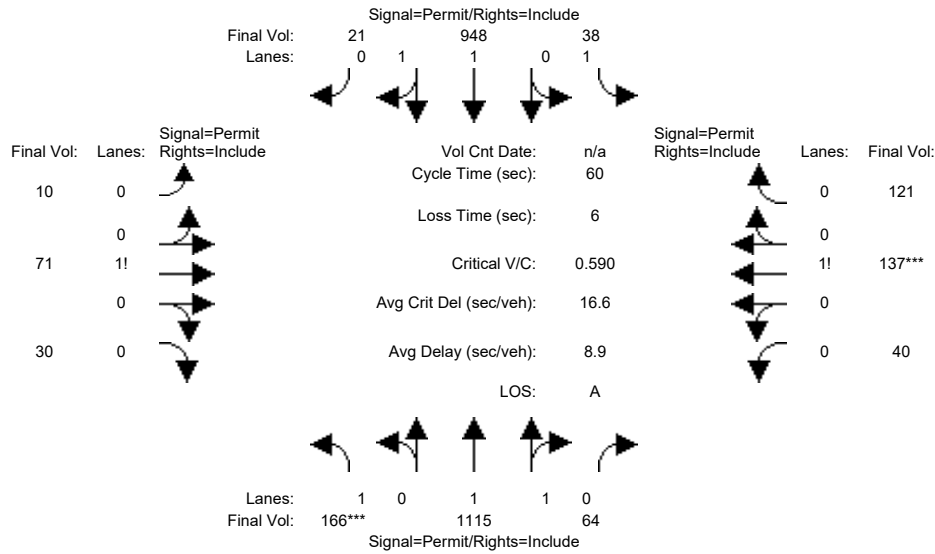 Signal=Permit/Rights=Include
Final Vol: 21 948 38
Lanes: 0 1 1 0 1
Signal=Permit
Final Vol: Lanes: Rights=Include
Vol Cnt Date: n/a
Signal=Permit
Rights=Include Lanes: Final Vol:
Cycle Time (sec): 60
10 0
0 121
Loss Time (sec): 6
0
0
71 1!
Critical V/C: 0.590
1! 137***
0
Avg Crit Del (sec/veh): 16.6
0
30 0
Avg Delay (sec/veh): 8.9
0 40
LOS: A
Lanes: 1 0 1 1 0
Final Vol: 166*** 1115 64
Signal=Permit/Rights=Include